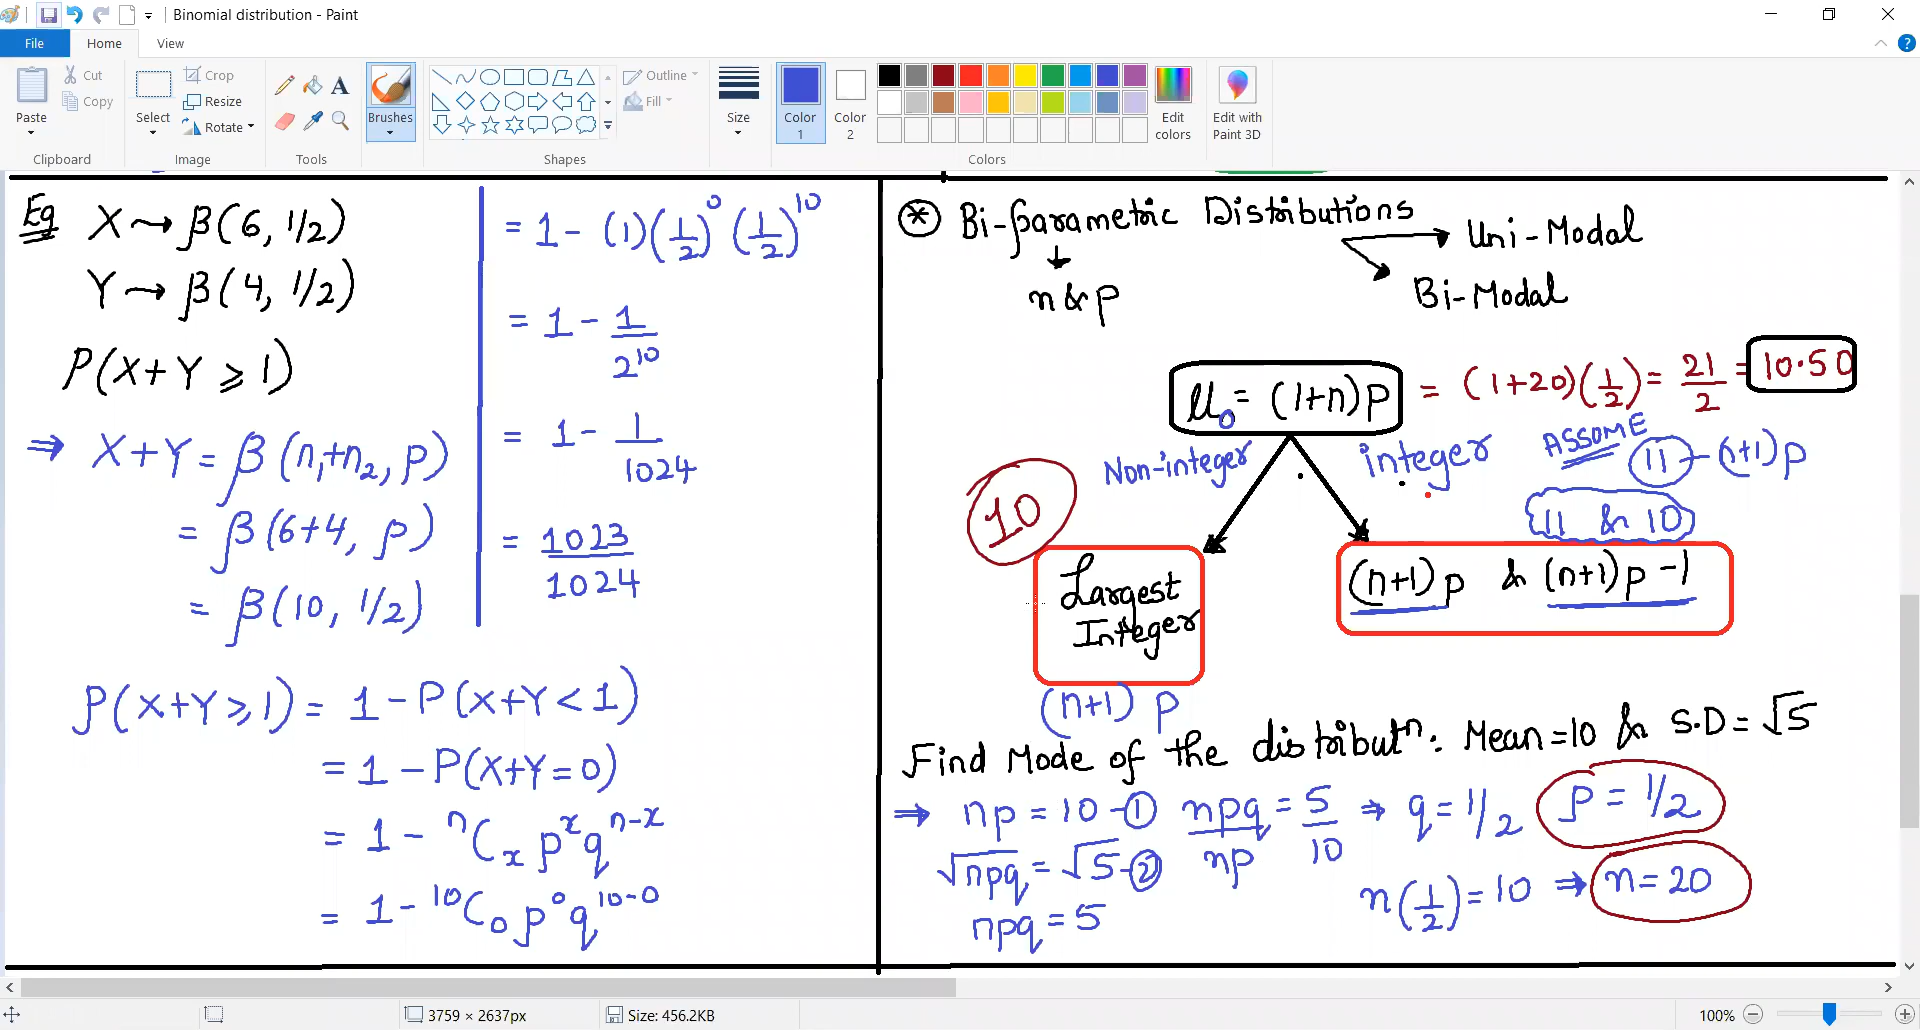 Binomial distribution - Paint
File Home View
Paste
Cut
Copy
Clipboard
Select
Crop
Resize
Rotate
Image
Tools
Brushes
Outline
Fill
Shapes
Size
Color 1
Color 2
Edit colors
Edit with Paint 3D
Colors
Eg X → β(6, 1/2)
Y → β(4, 1/2)
P(X+Y ⩾ 1)
⇒ X+Y = β(n₁+n₂, p)
= β(6+4, p)
= β(10, 1/2)
= 1 - (1)(1/2)⁰ (1/2)¹⁰
= 1 - 1/2¹⁰
= 1 - 1/1024
= 1023/1024
P(X+Y⩾1) = 1 - P(X+Y < 1)
= 1 - P(X+Y = 0)
= 1 - ⁿCₓ pˣ qⁿ⁻ˣ
= 1 - ¹⁰C₀ p⁰ q¹⁰⁻⁰
* Bi-parametric Distributions
Uni-Modal
Bi-Modal
n & p
μ₀ = (1+n)p = (1+20)(1/2) = 21/2 = 10.50
Non-integer
integer
ASSUME
11 - (n+1)p
10
11 & 10
Largest
Integer
(n+1)p & (n+1)p - 1
(n+1) p
Find Mode of the distributⁿ: Mean=10 & S.D = √5
⇒ np = 10 - ① npq/np = 5/10 ⇒ q = 1/2 p = 1/2
√npq = √5 - ②
n(1/2) = 10 ⇒ n = 20
npq = 5
3759 × 2637px
Size: 456.2KB
100%